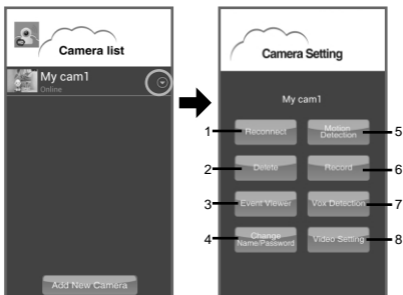 Camera list
My cam1
Online
Add New Camera
Camera Setting
My cam1
1 Reconnect
Motion
Detection 5
2 Delete
Record 6
3 Event Viewer
Vox Detection 7
4 Change
Name/Password
Video Setting 8